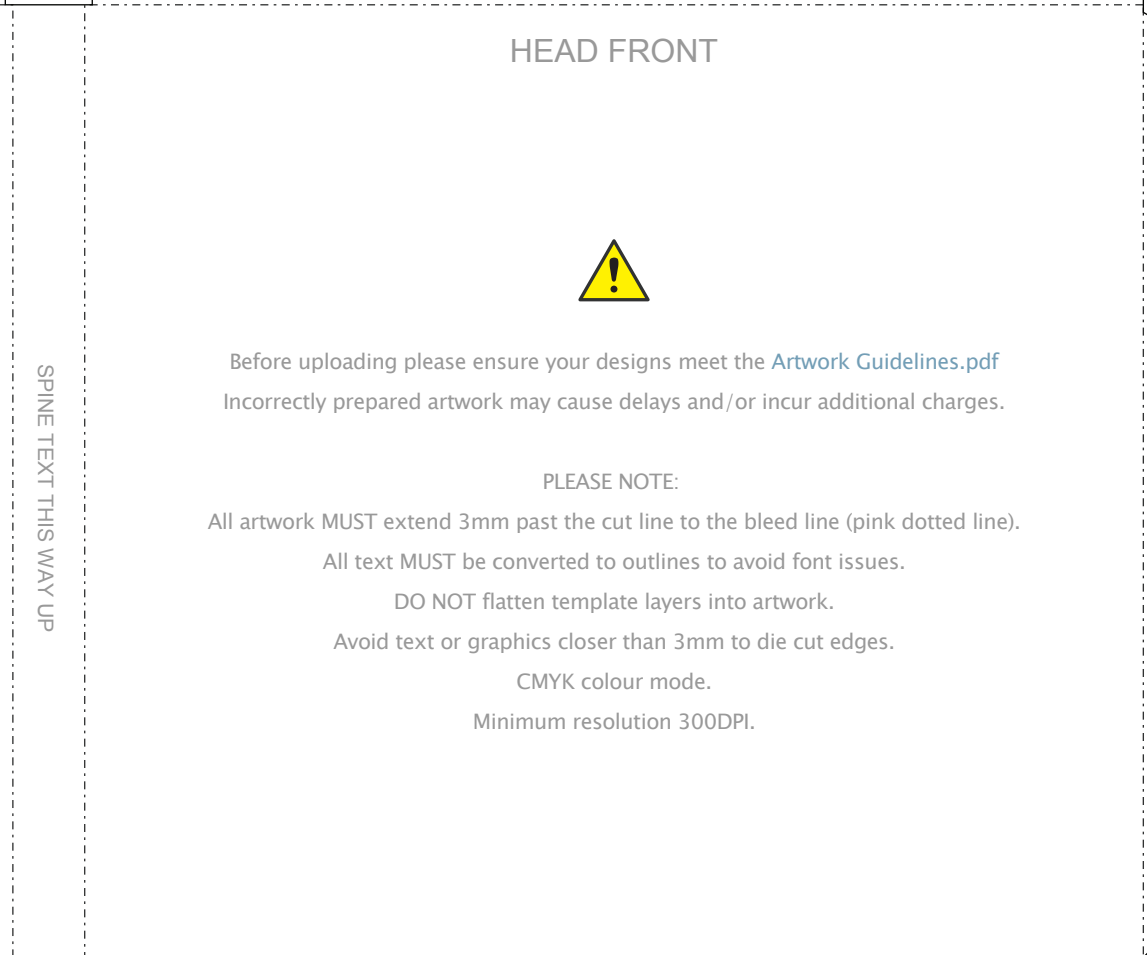 HEAD FRONT
SPINE TEXT THIS WAY UP
Before uploading please ensure your designs meet the Artwork Guidelines.pdf
Incorrectly prepared artwork may cause delays and/or incur additional charges.
PLEASE NOTE:
All artwork MUST extend 3mm past the cut line to the bleed line (pink dotted line).
All text MUST be converted to outlines to avoid font issues.
DO NOT flatten template layers into artwork.
Avoid text or graphics closer than 3mm to die cut edges.
CMYK colour mode.
Minimum resolution 300DPI.